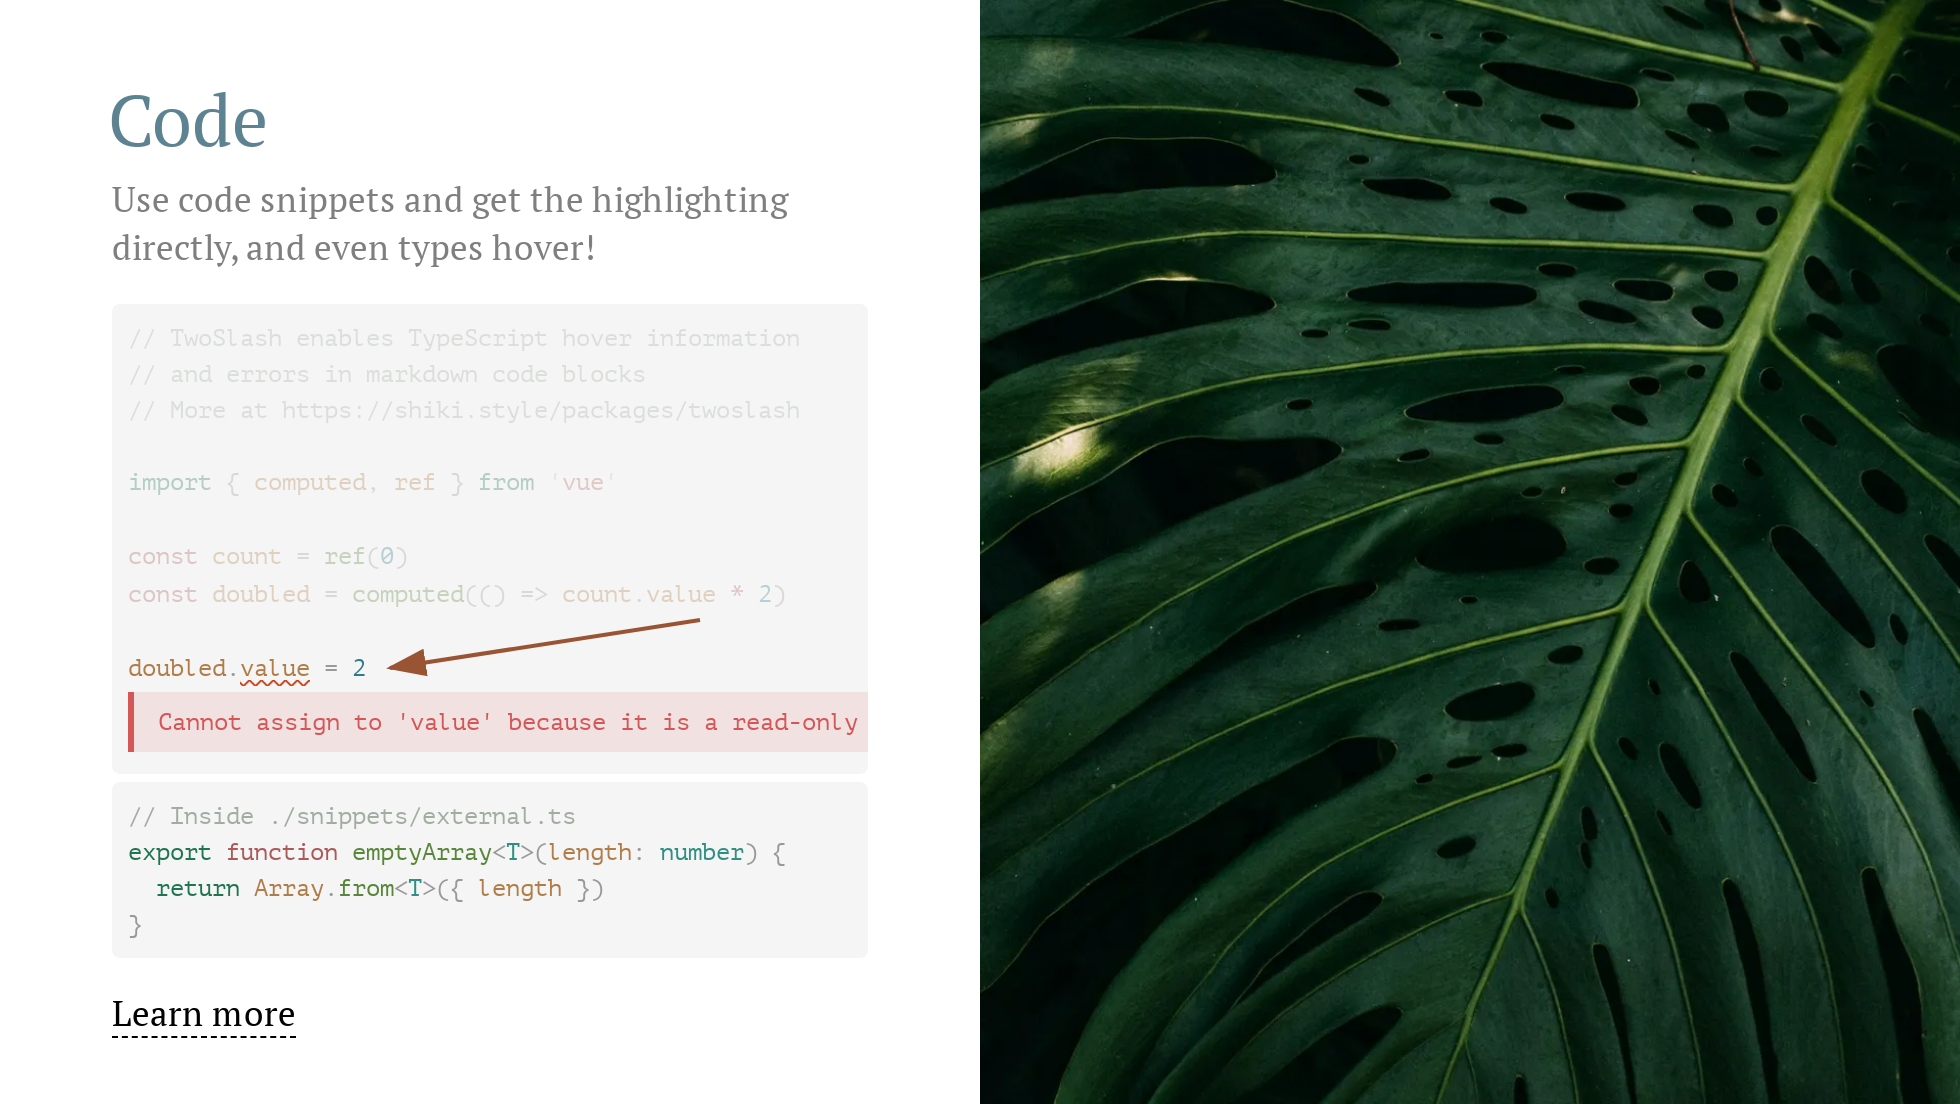 Code
Use code snippets and get the highlighting
directly, and even types hover!
// TwoSlash enables TypeScript hover information
// and errors in markdown code blocks
// More at https://shiki.style/packages/twoslash
import { computed, ref } from 'vue'
const count = ref(0)
const doubled = computed(() => count.value * 2)
doubled.value = 2
Cannot assign to 'value' because it is a read-only
// Inside ./snippets/external.ts
export function emptyArray<T>(length: number) {
  return Array.from<T>({ length })
}
Learn more